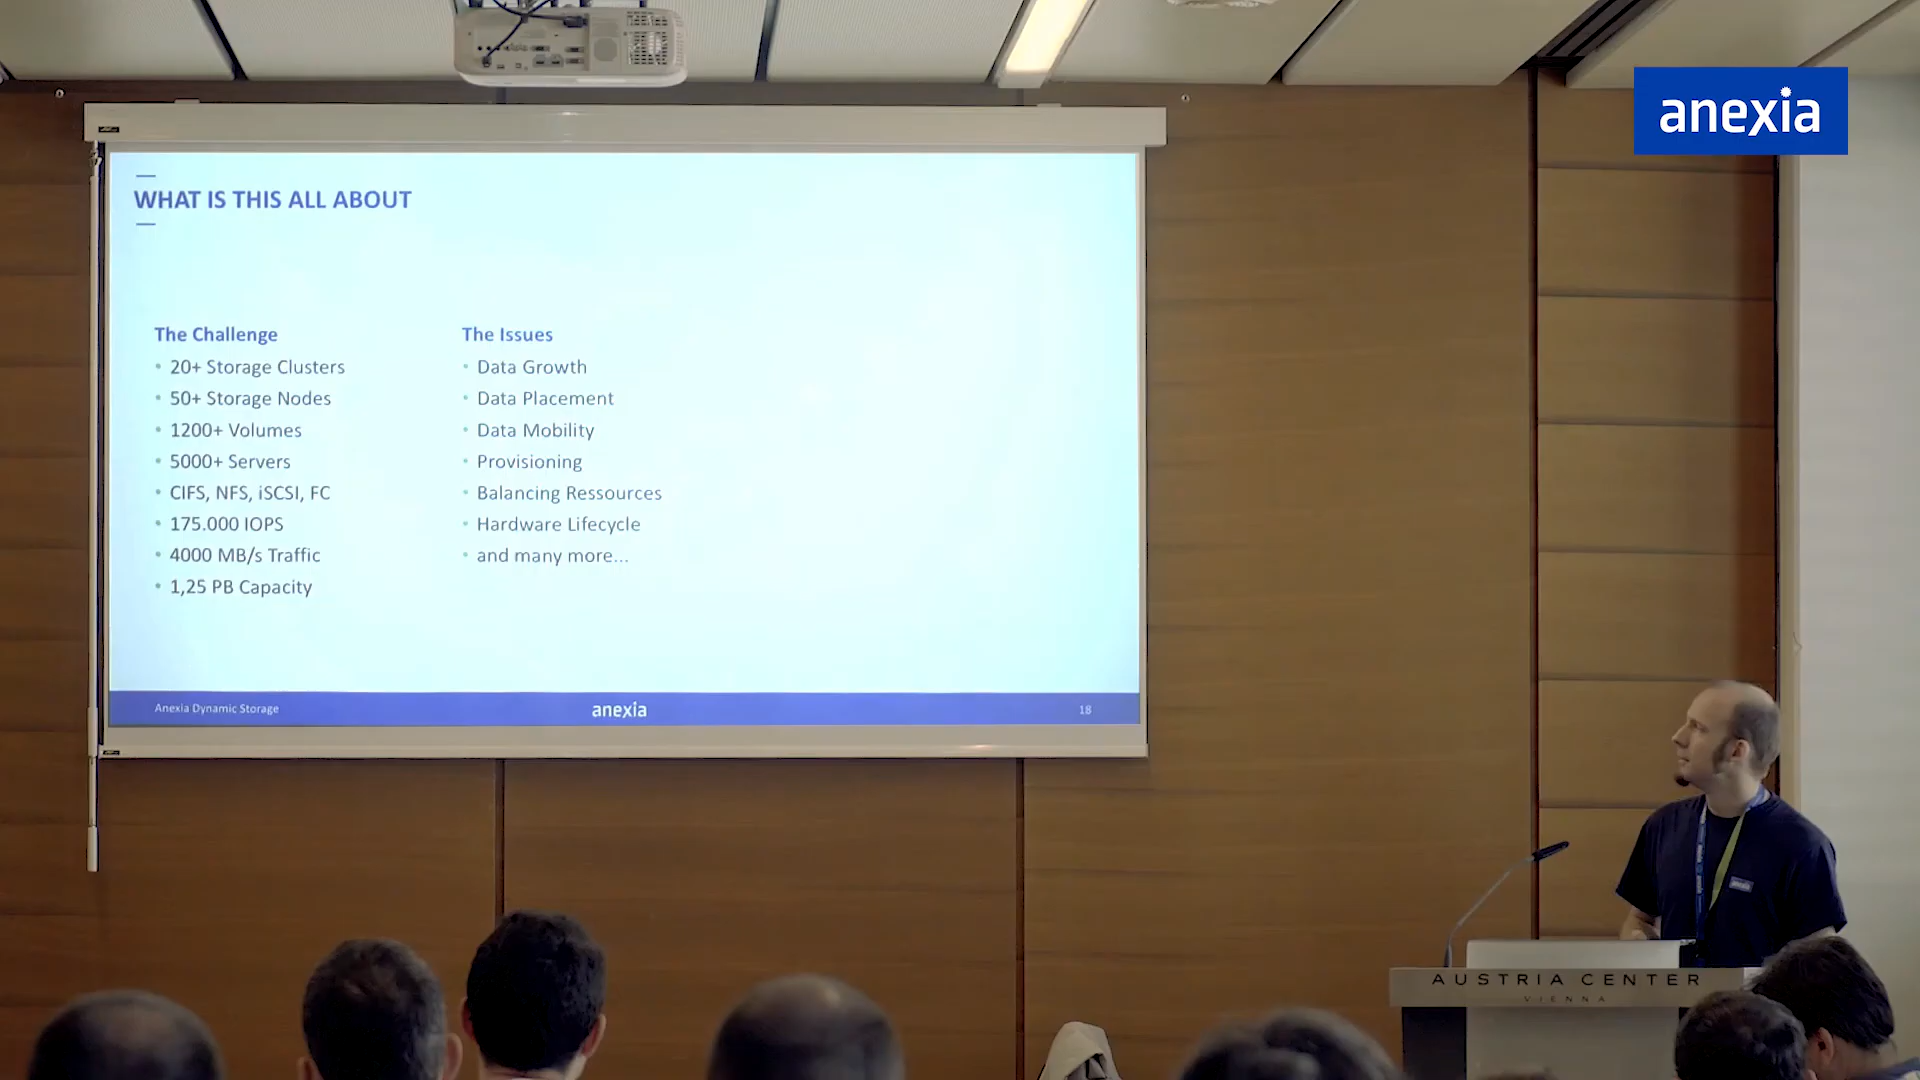 anexia
WHAT IS THIS ALL ABOUT
The Challenge
• 20+ Storage Clusters
• 50+ Storage Nodes
• 1200+ Volumes
• 5000+ Servers
• CIFS, NFS, iSCSI, FC
• 175.000 IOPS
• 4000 MB/s Traffic
• 1,25 PB Capacity
The Issues
• Data Growth
• Data Placement
• Data Mobility
• Provisioning
• Balancing Ressources
• Hardware Lifecycle
• and many more...
Anexia Dynamic Storage
anexia
18
anexia
AUSTRIA CENTER
VIENNA